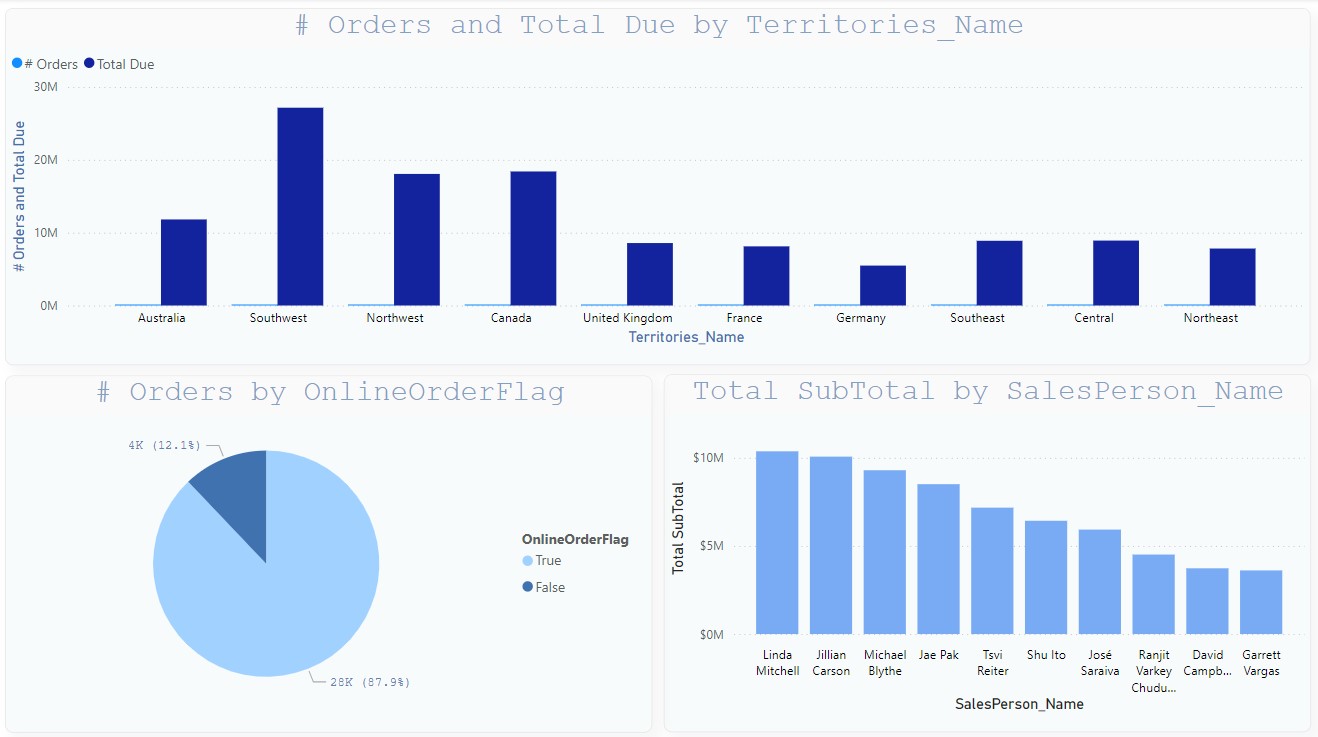 # Orders and Total Due by Territories_Name
# Orders Total Due
# Orders and Total Due
30M
20M
10M
0M
Australia Southwest Northwest Canada United Kingdom France Germany Southeast Central Northeast
Territories_Name
# Orders by OnlineOrderFlag
4K (12.1%)
28K (87.9%)
OnlineOrderFlag
True
False
Total SubTotal by SalesPerson_Name
Total SubTotal
$10M
$5M
$0M
Linda Mitchell
Jillian Carson
Michael Blythe
Jae Pak
Tsvi Reiter
Shu Ito
José Saraiva
Ranjit Varkey Chudu...
David Campb...
Garrett Vargas
SalesPerson_Name